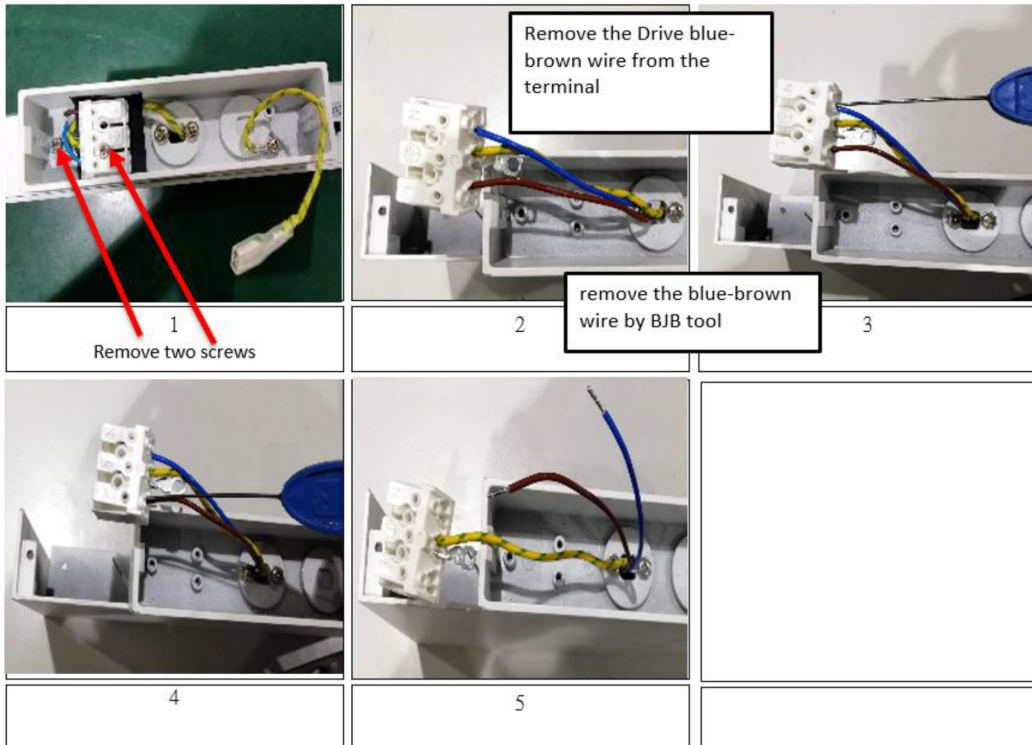 Remove the Drive blue-
brown wire from the
terminal
1
Remove two screws
2
remove the blue-brown
wire by BJB tool
3
4
5